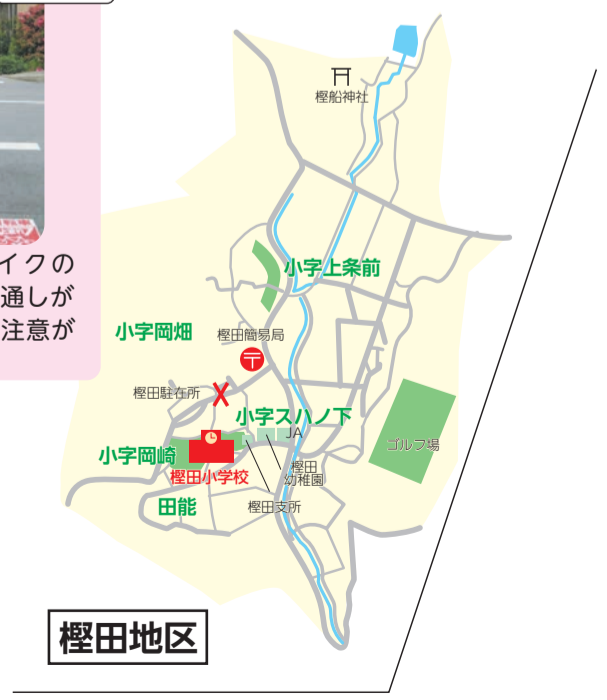 イクの
通しが
注意が
樫船神社
小字上条前
小字岡畑
樫田簡易局
樫田駐在所
小字スハノ下
JA
ゴルフ場
小字岡崎
樫田小学校
樫田
幼稚園
田能
樫田支所
樫田地区